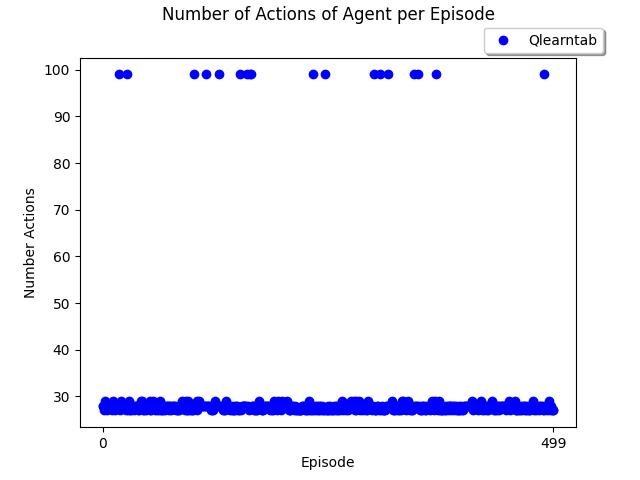 Number of Actions of Agent per Episode
Qlearntab
100
90
80
70
60
50
40
30
Number Actions
0 499
Episode